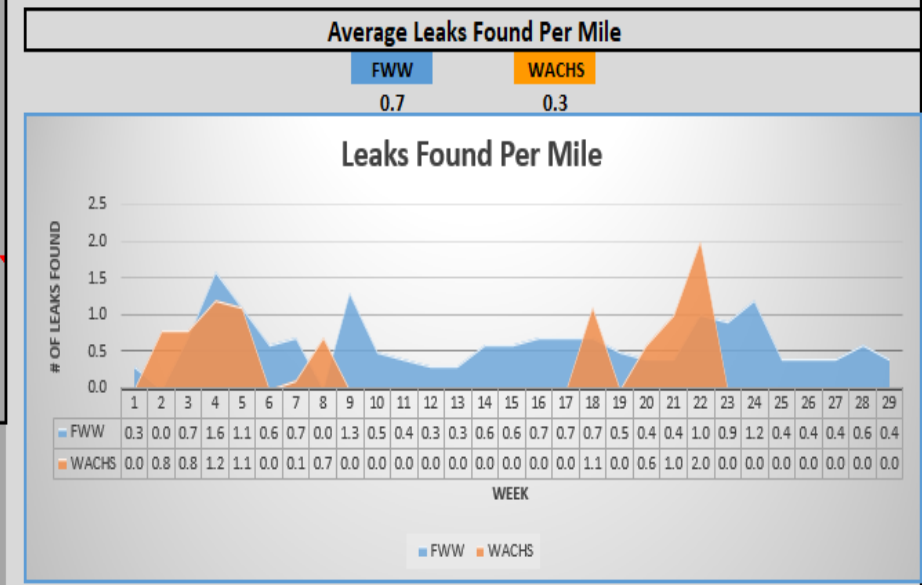 Average Leaks Found Per Mile
FWW WACHS
0.7 0.3
Leaks Found Per Mile
# OF LEAKS FOUND
2.5
2.0
1.5
1.0
0.5
0.0
1 2 3 4 5 6 7 8 9 10 11 12 13 14 15 16 17 18 19 20 21 22 23 24 25 26 27 28 29
FWW 0.3 0.0 0.7 1.6 1.1 0.6 0.7 0.0 1.3 0.5 0.4 0.3 0.3 0.6 0.6 0.7 0.7 0.7 0.5 0.4 0.4 1.0 0.9 1.2 0.4 0.4 0.4 0.6 0.4
WACHS 0.0 0.8 0.8 1.2 1.1 0.0 0.1 0.7 0.0 0.0 0.0 0.0 0.0 0.0 0.0 0.0 0.0 1.1 0.0 0.6 1.0 2.0 0.0 0.0 0.0 0.0 0.0 0.0 0.0
WEEK
FWW WACHS